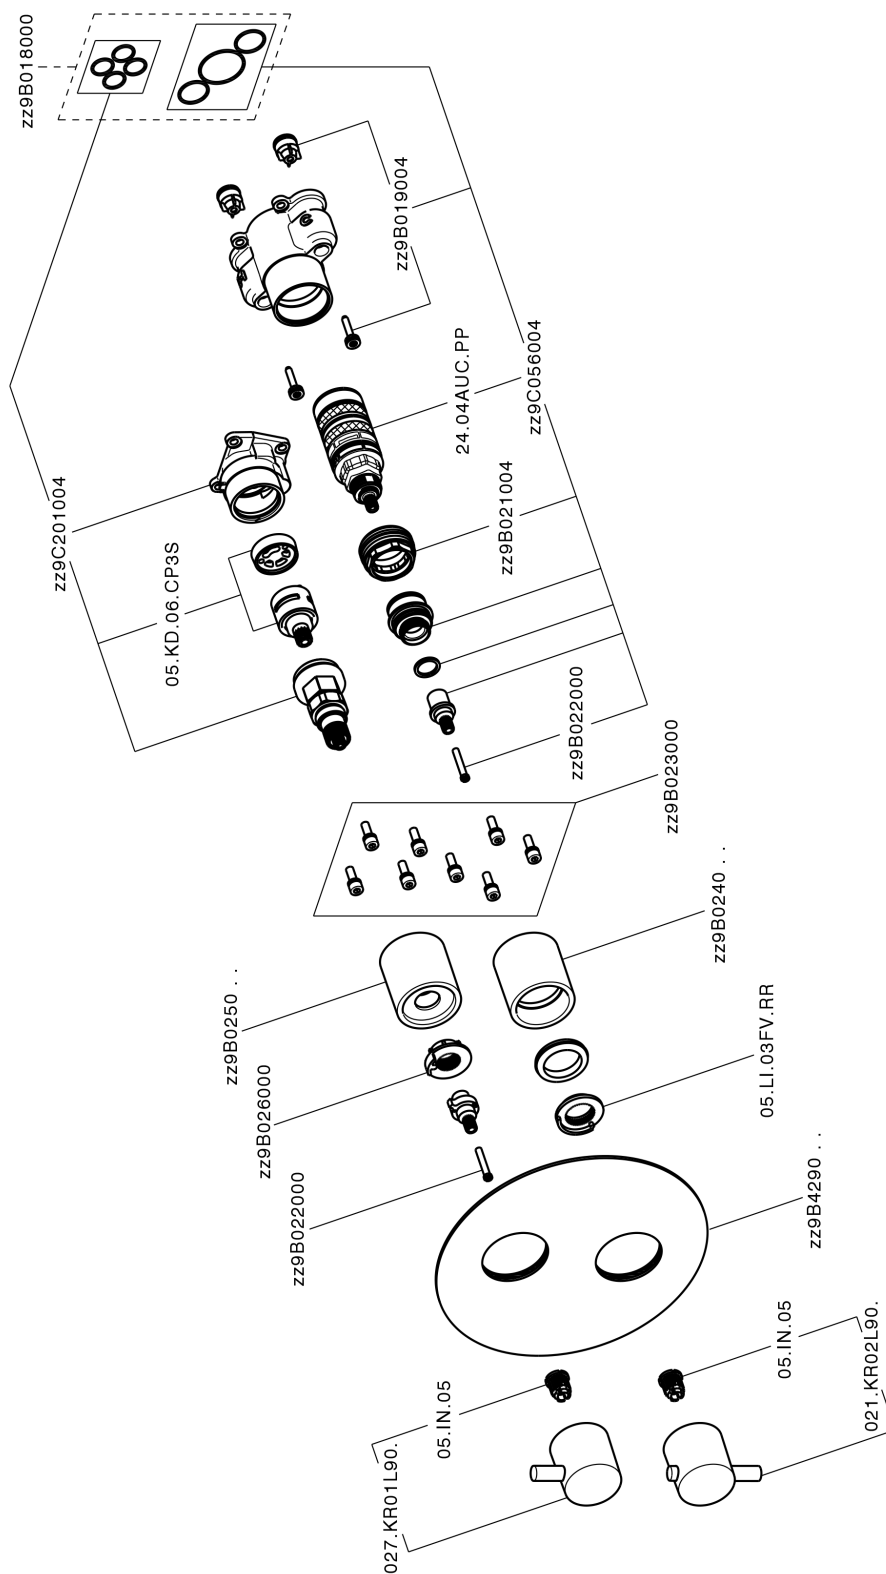 zz9B018000
zz9B019004
24.04AUC.PP
zz9C056004
zz9C201004
zz9B021004
05.KD.06.CP3S
zz9B022000
zz9B023000
zz9B0240 . .
zz9B0250 . .
05.LI.03FV.RR
zz9B026000
zz9B022000
zz9B4290 . .
05.IN.05
05.IN.05
021.KR02L90.
027.KR01L90.